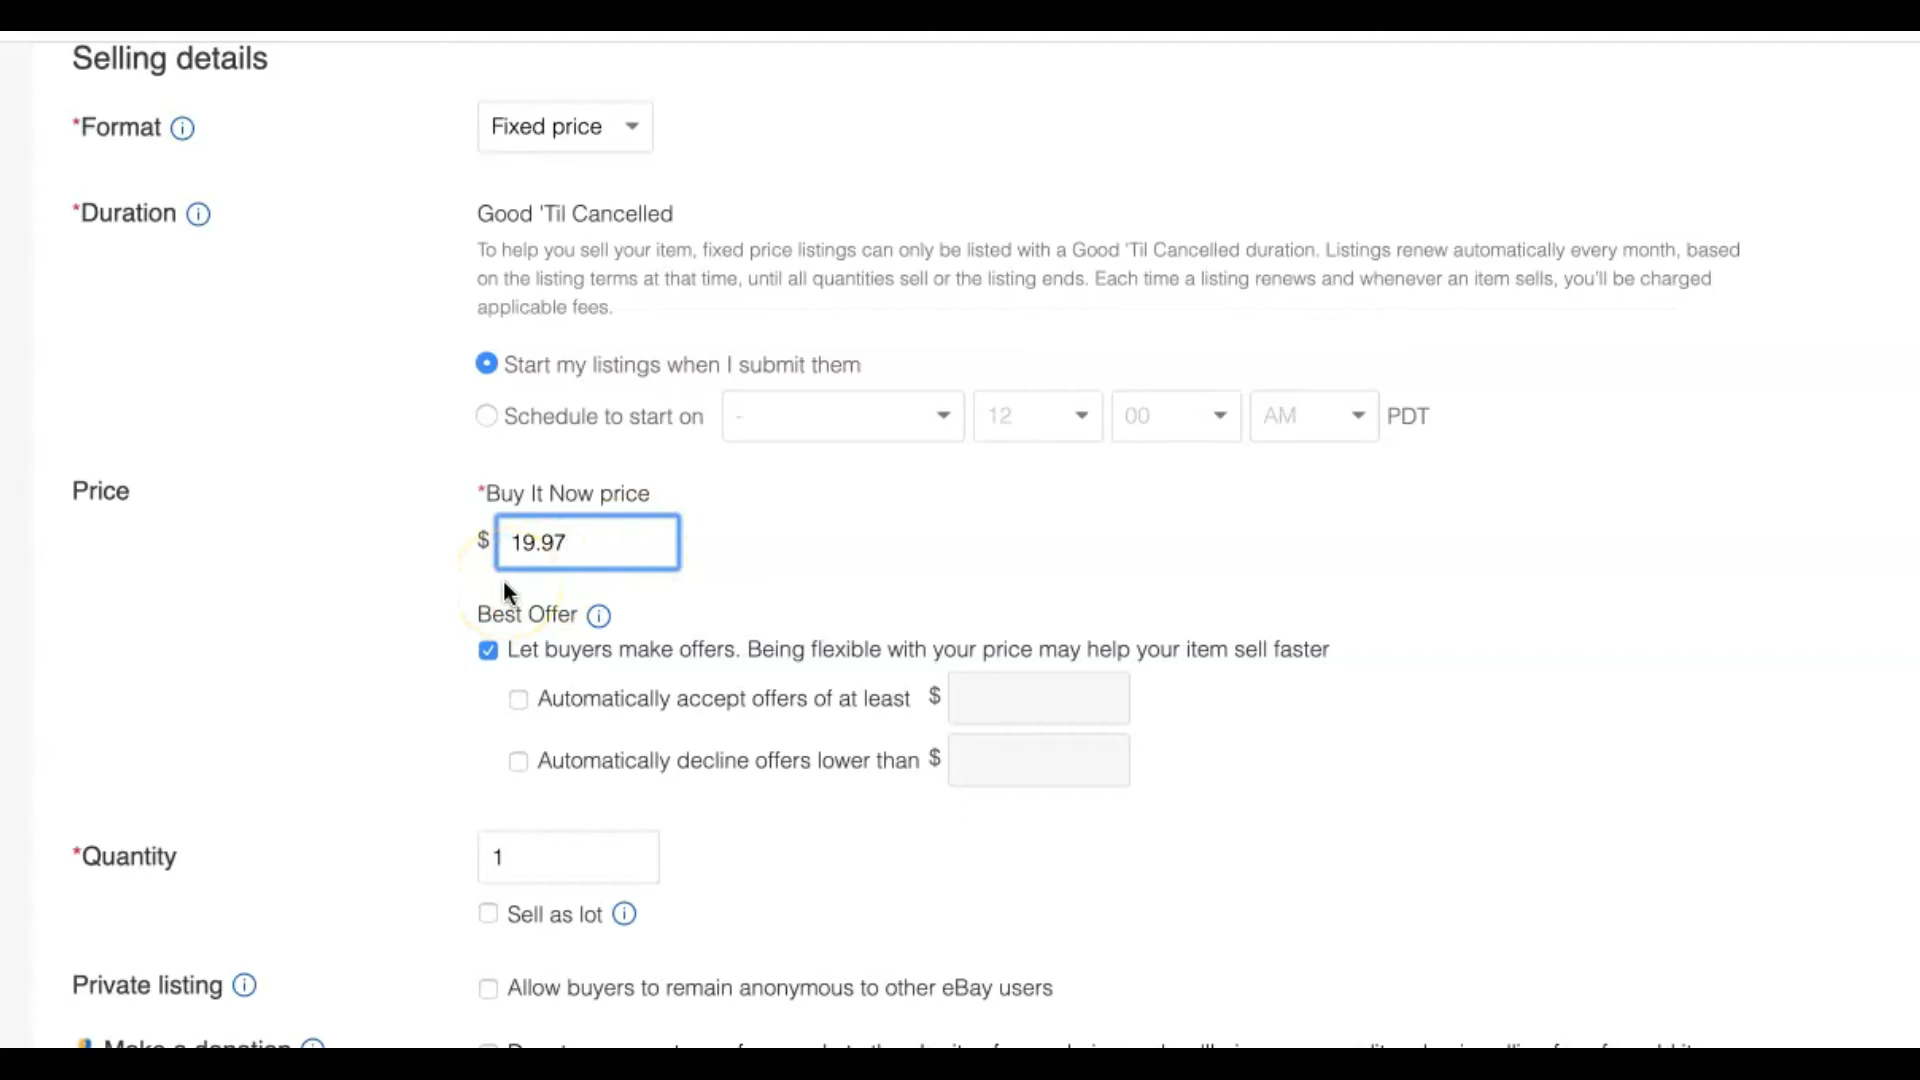 Selling details
*Format
Fixed price
*Duration
Good 'Til Cancelled
To help you sell your item, fixed price listings can only be listed with a Good 'Til Cancelled duration. Listings renew automatically every month, based
on the listing terms at that time, until all quantities sell or the listing ends. Each time a listing renews and whenever an item sells, you'll be charged
applicable fees.
Start my listings when I submit them
Schedule to start on - 12 00 AM PDT
Price
*Buy It Now price
$ 19.97
Best Offer
Let buyers make offers. Being flexible with your price may help your item sell faster
Automatically accept offers of at least $
Automatically decline offers lower than $
*Quantity
1
Sell as lot
Private listing
Allow buyers to remain anonymous to other eBay users
Make a donation